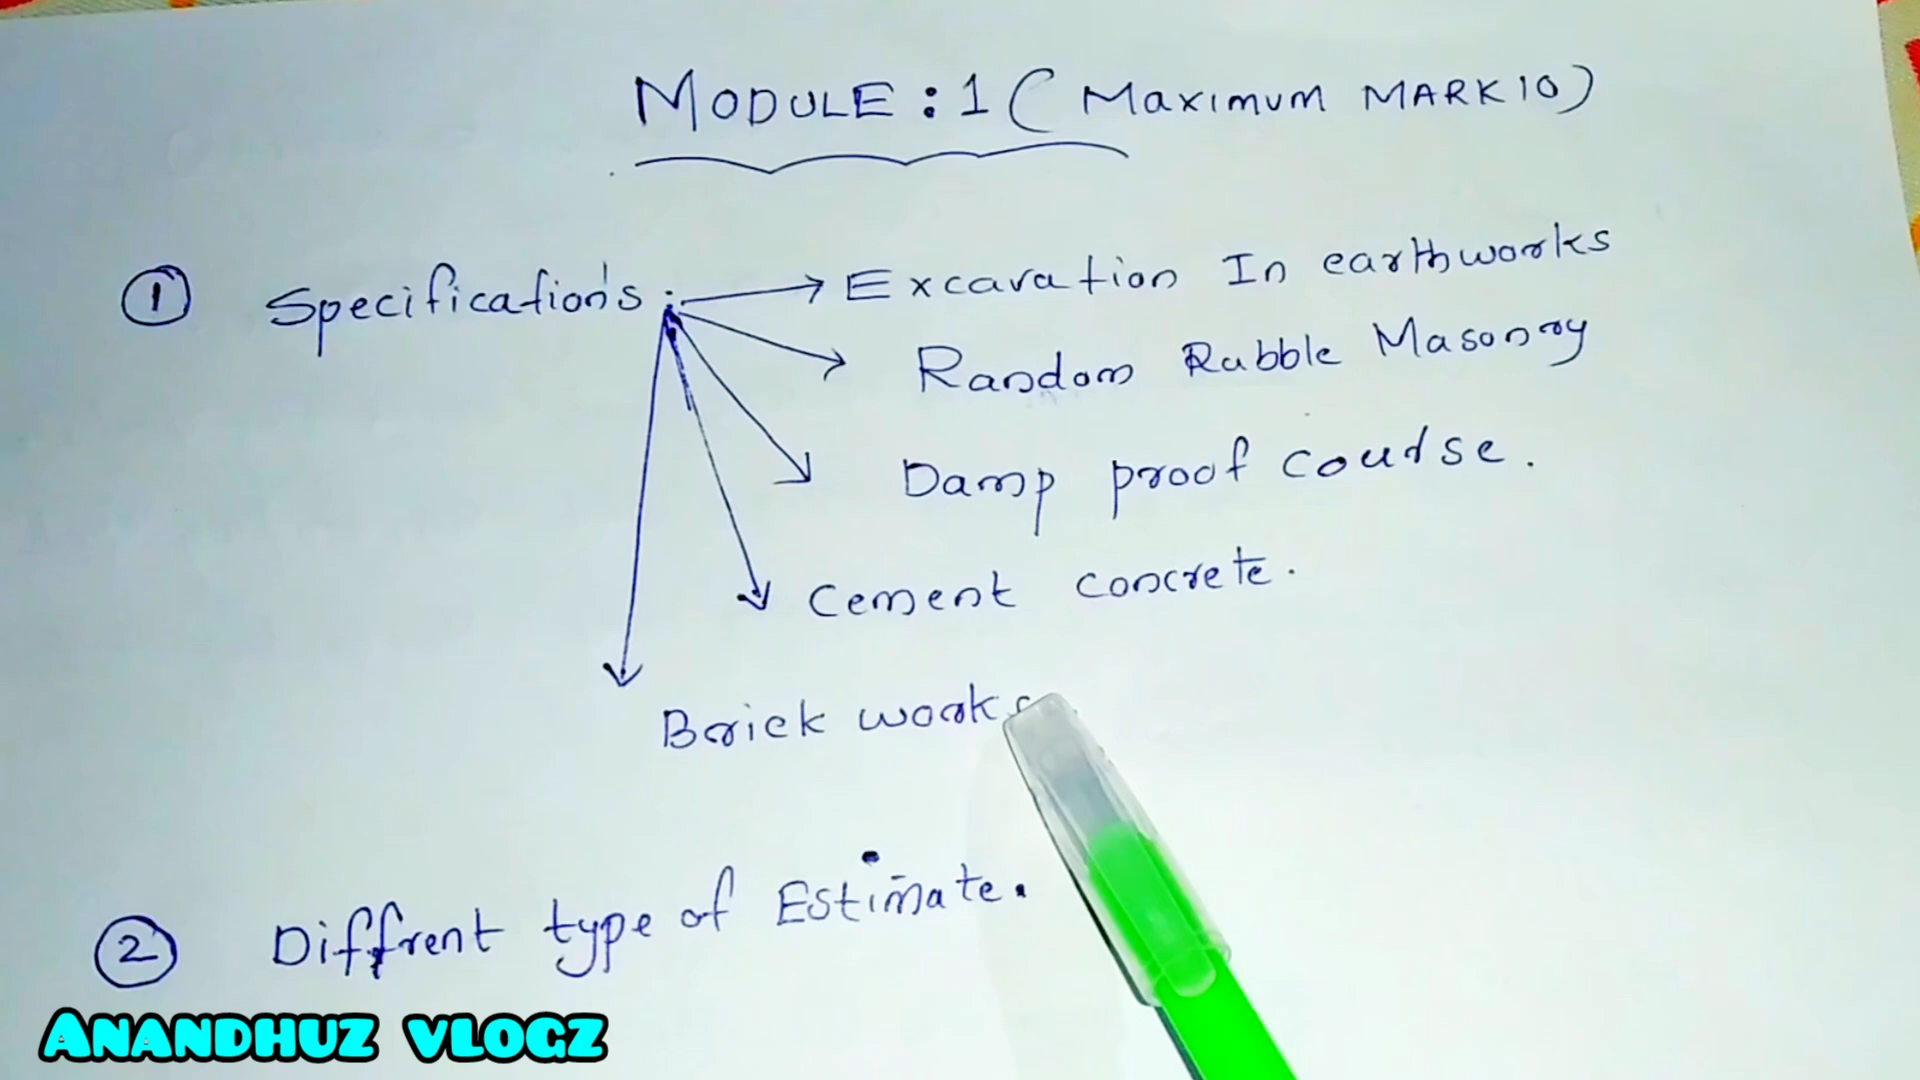 MODULE : 1 ( Maximum MARK 10 )
① Specification's : → Excavation In earthworks
Random Rubble Masonry
Damp proof course .
Cement concrete .
Brick works
② Diffrent type of Estimate .
ANANDHUZ VLOGZ